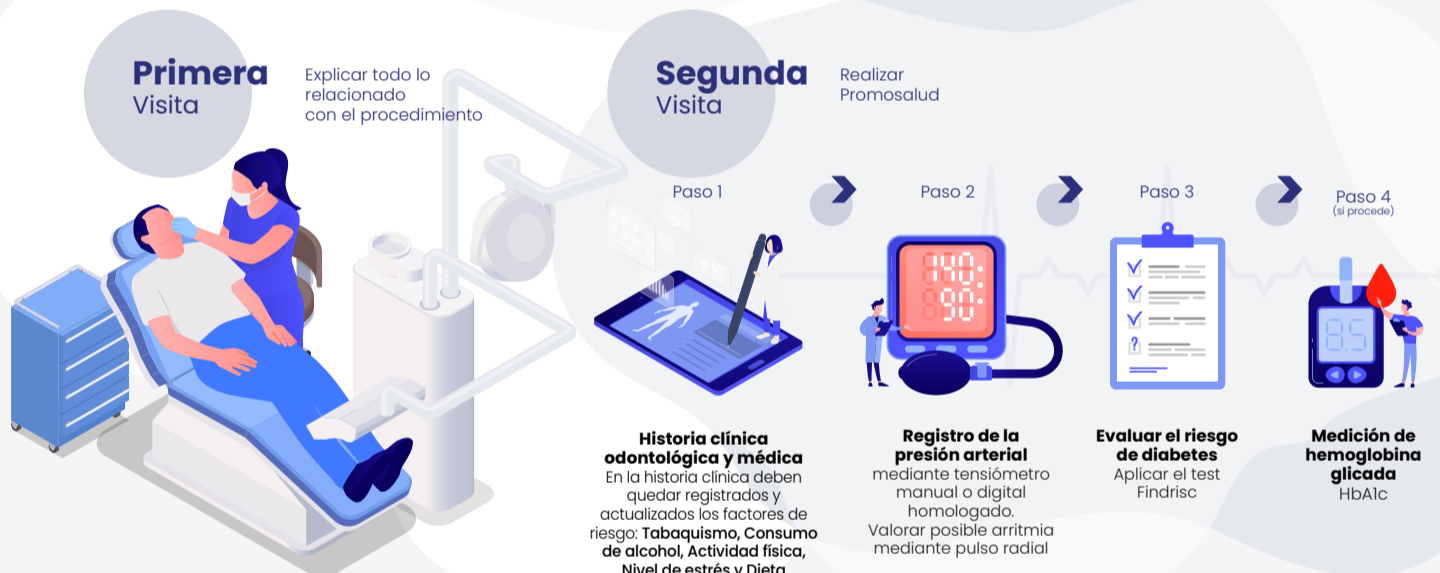 Primera
Visita
Explicar todo lo
relacionado
con el procedimiento
Segunda
Visita
Realizar
Promosalud
Paso 1
Paso 2
Paso 3
Paso 4
(si procede)
140:
90:
?
8.5
Historia clínica
odontológica y médica
En la historia clínica deben
quedar registrados y
actualizados los factores de
riesgo: Tabaquismo, Consumo
de alcohol, Actividad física,
Nivel de estrés y Dieta
Registro de la
presión arterial
mediante tensiómetro
manual o digital
homologado.
Valorar posible arritmia
mediante pulso radial
Evaluar el riesgo
de diabetes
Aplicar el test
Findrisc
Medición de
hemoglobina
glicada
HbA1c